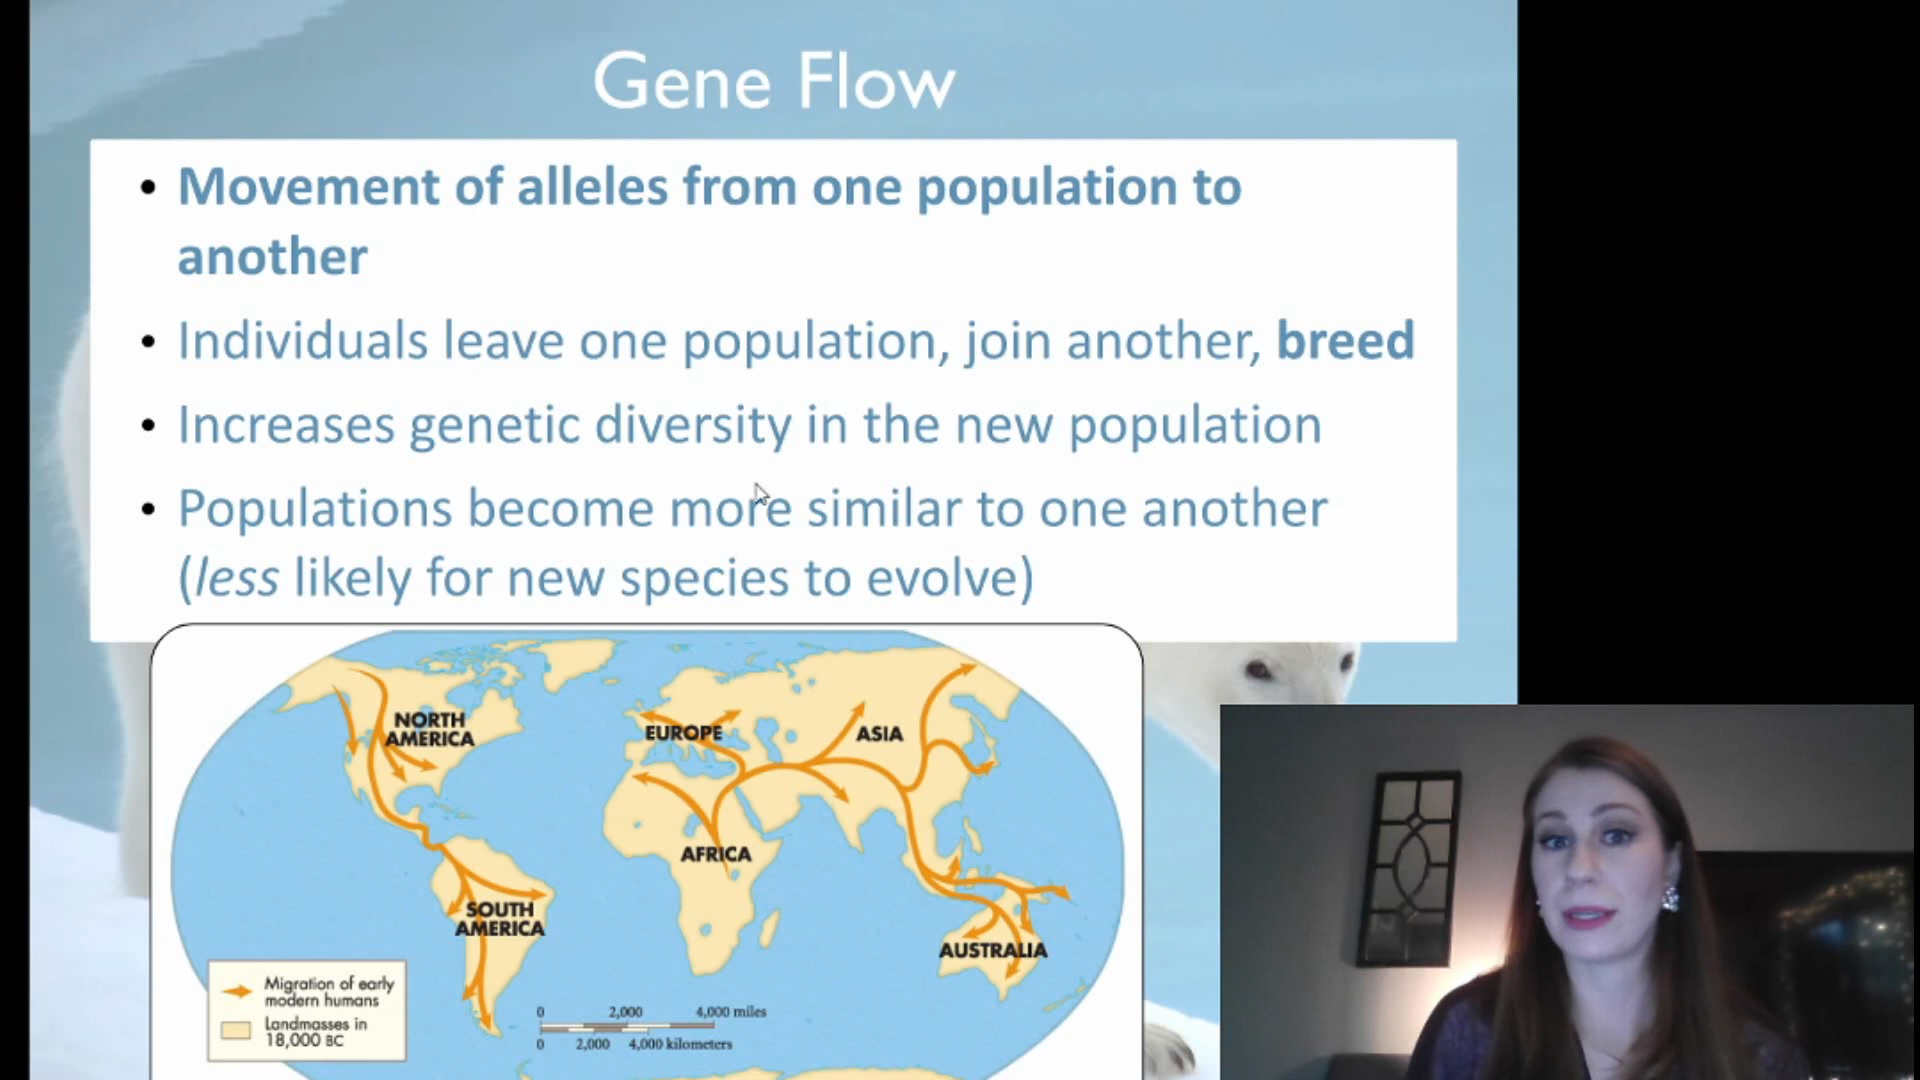 Gene Flow
• Movement of alleles from one population to
another
• Individuals leave one population, join another, breed
• Increases genetic diversity in the new population
• Populations become more similar to one another
(less likely for new species to evolve)
NORTH
AMERICA
EUROPE
ASIA
AFRICA
SOUTH
AMERICA
AUSTRALIA
Migration of early
modern humans
Landmasses in
18,000 BC
0 2,000 4,000 miles
0 2,000 4,000 kilometers